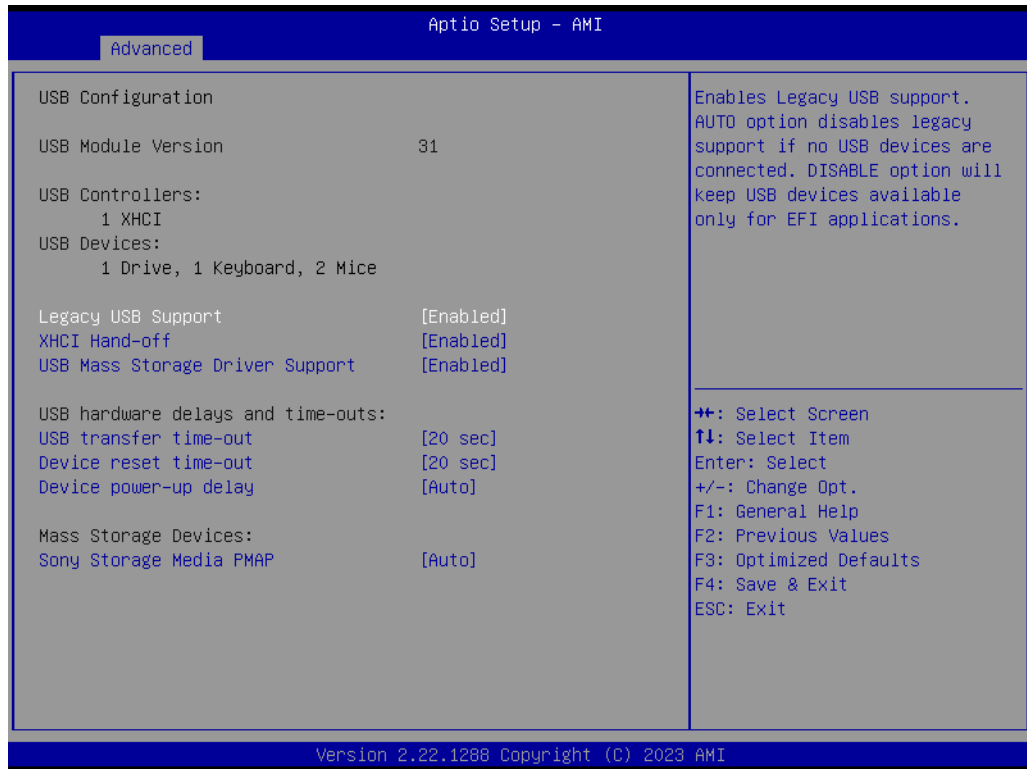 Aptio Setup – AMI
Advanced
USB Configuration
USB Module Version 31
USB Controllers:
1 XHCI
USB Devices:
1 Drive, 1 Keyboard, 2 Mice
Legacy USB Support [Enabled]
XHCI Hand-off [Enabled]
USB Mass Storage Driver Support [Enabled]
USB hardware delays and time-outs:
USB transfer time-out [20 sec]
Device reset time-out [20 sec]
Device power-up delay [Auto]
Mass Storage Devices:
Sony Storage Media PMAP [Auto]
Enables Legacy USB support.
AUTO option disables legacy
support if no USB devices are
connected. DISABLE option will
keep USB devices available
only for EFI applications.
→←: Select Screen
↑↓: Select Item
Enter: Select
+/-: Change Opt.
F1: General Help
F2: Previous Values
F3: Optimized Defaults
F4: Save & Exit
ESC: Exit
Version 2.22.1288 Copyright (C) 2023 AMI